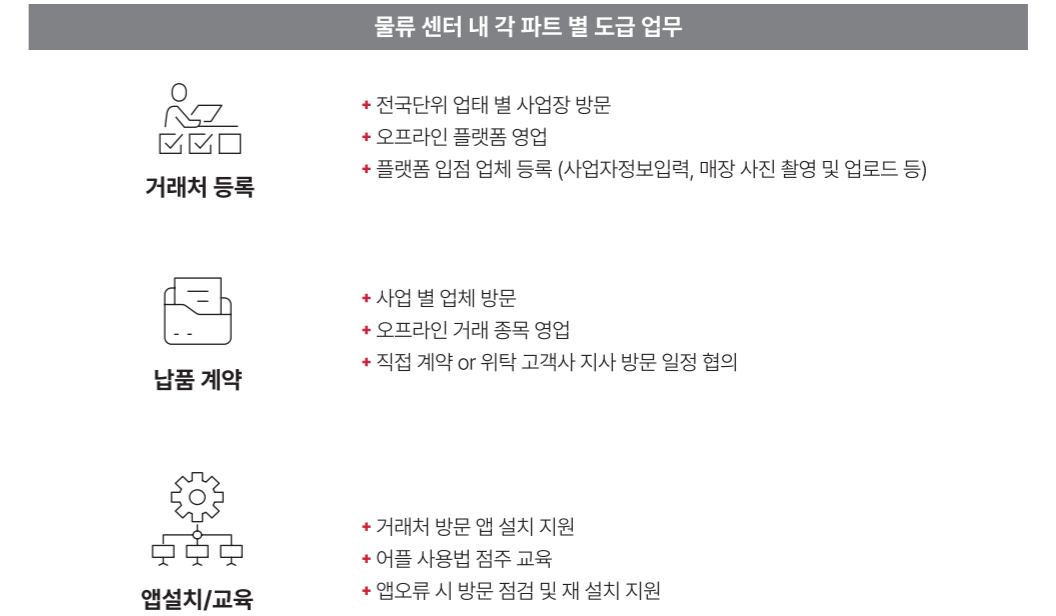 물류 센터 내 각 파트 별 도급 업무
+ 전국단위 업태 별 사업장 방문
+ 오프라인 플랫폼 영업
+ 플랫폼 입점 업체 등록 (사업자정보입력, 매장 사진 촬영 및 업로드 등)
거래처 등록
+ 사업 별 업체 방문
+ 오프라인 거래 종목 영업
+ 직접 계약 or 위탁 고객사 지사 방문 일정 협의
납품 계약
+ 거래처 방문 앱 설치 지원
+ 어플 사용법 점주 교육
+ 앱오류 시 방문 점검 및 재 설치 지원
앱설치/교육